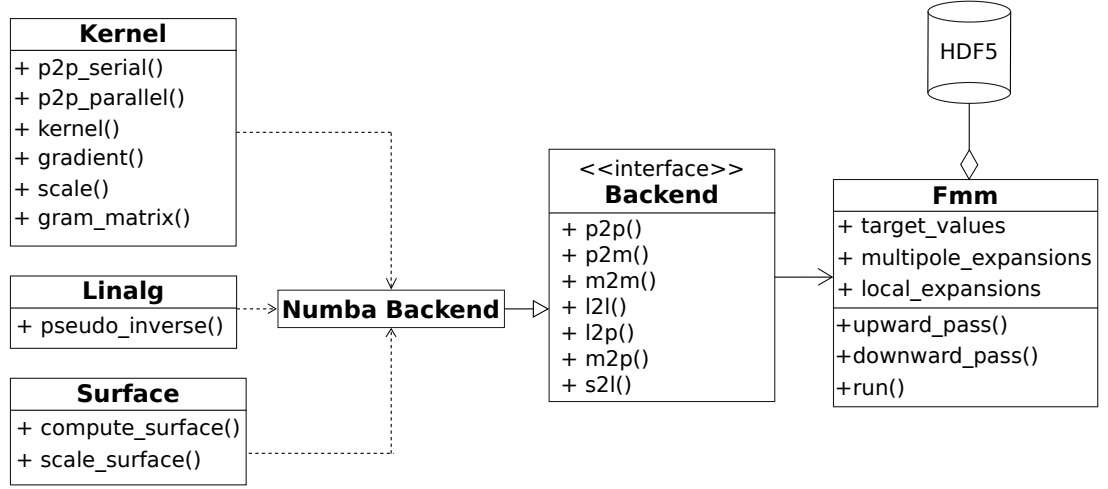 Kernel
+ p2p_serial()
+ p2p_parallel()
+ kernel()
+ gradient()
+ scale()
+ gram_matrix()
Linalg
+ pseudo_inverse()
Surface
+ compute_surface()
+ scale_surface()
Numba Backend
<<interface>>
Backend
+ p2p()
+ p2m()
+ m2m()
+ l2l()
+ l2p()
+ m2p()
+ s2l()
HDF5
Fmm
+ target_values
+ multipole_expansions
+ local_expansions
+upward_pass()
+downward_pass()
+run()